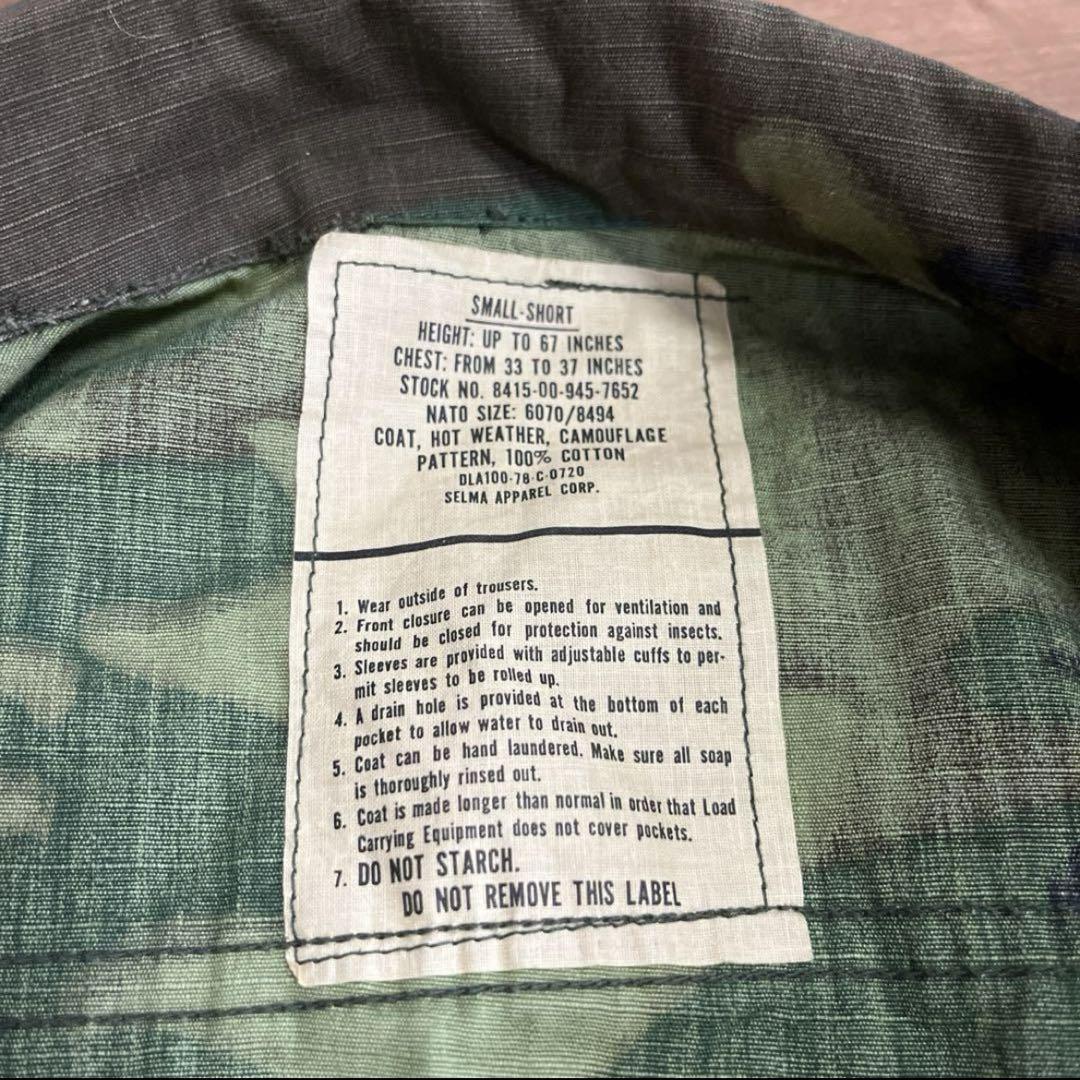 SMALL-SHORT
HEIGHT: UP TO 67 INCHES
CHEST: FROM 33 TO 37 INCHES
STOCK NO. 8415-00-945-7652
NATO SIZE: 6070/8494
COAT, HOT WEATHER, CAMOUFLAGE
PATTERN, 100% COTTON
DLA100-78-C-0720
SELMA APPAREL CORP.
1. Wear outside of trousers.
2. Front closure can be opened for ventilation and
should be closed for protection against insects.
3. Sleeves are provided with adjustable cuffs to per-
mit sleeves to be rolled up.
4. A drain hole is provided at the bottom of each
pocket to allow water to drain out.
5. Coat can be hand laundered. Make sure all soap
is thoroughly rinsed out.
6. Coat is made longer than normal in order that Load
Carrying Equipment does not cover pockets.
7. DO NOT STARCH.
DO NOT REMOVE THIS LABEL